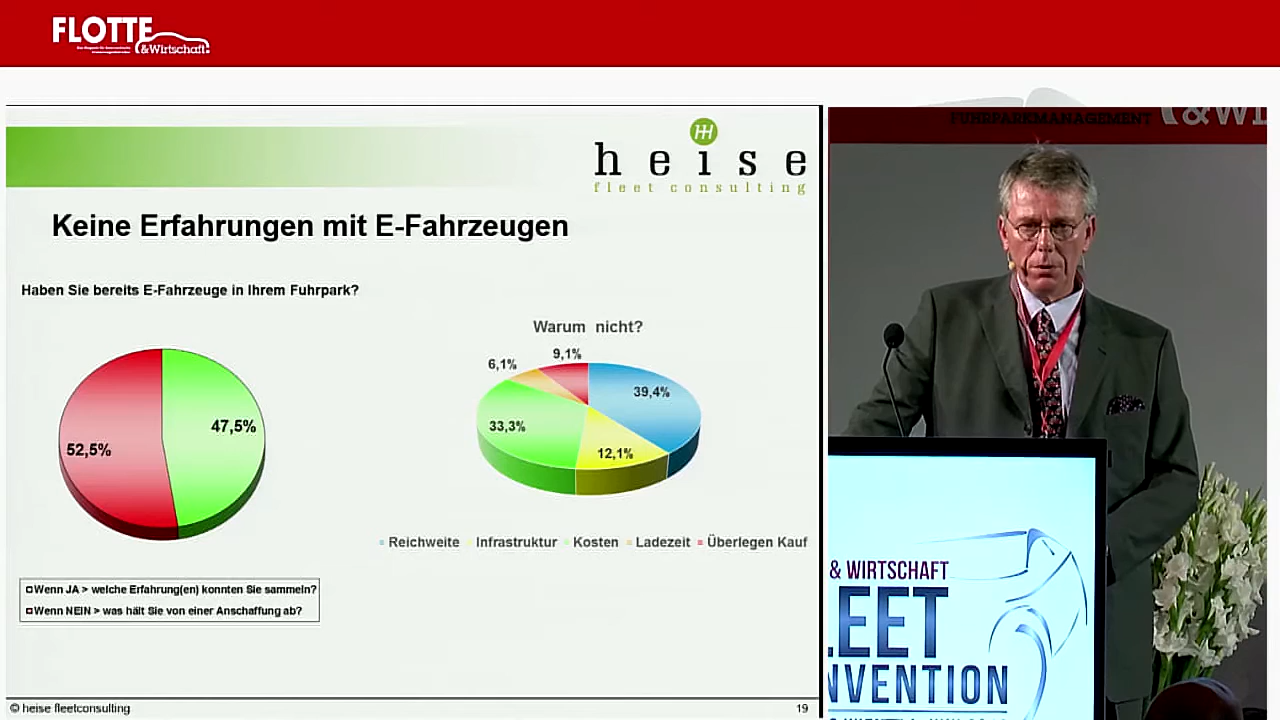 FLOTTE
&Wirtschaft
FUHRPARKMANAGEMENT
&WI
heise
fleet consulting
Keine Erfahrungen mit E-Fahrzeugen
Haben Sie bereits E-Fahrzeuge in Ihrem Fuhrpark?
52,5%
47,5%
Wenn JA > welche Erfahrung(en) konnten Sie sammeln?
Wenn NEIN > was hält Sie von einer Anschaffung ab?
Warum nicht?
9,1%
6,1%
39,4%
33,3%
12,1%
Reichweite Infrastruktur Kosten Ladezeit Überlegen Kauf
© heise fleetconsulting
19
& WIRTSCHAFT
LEET
NVENTION